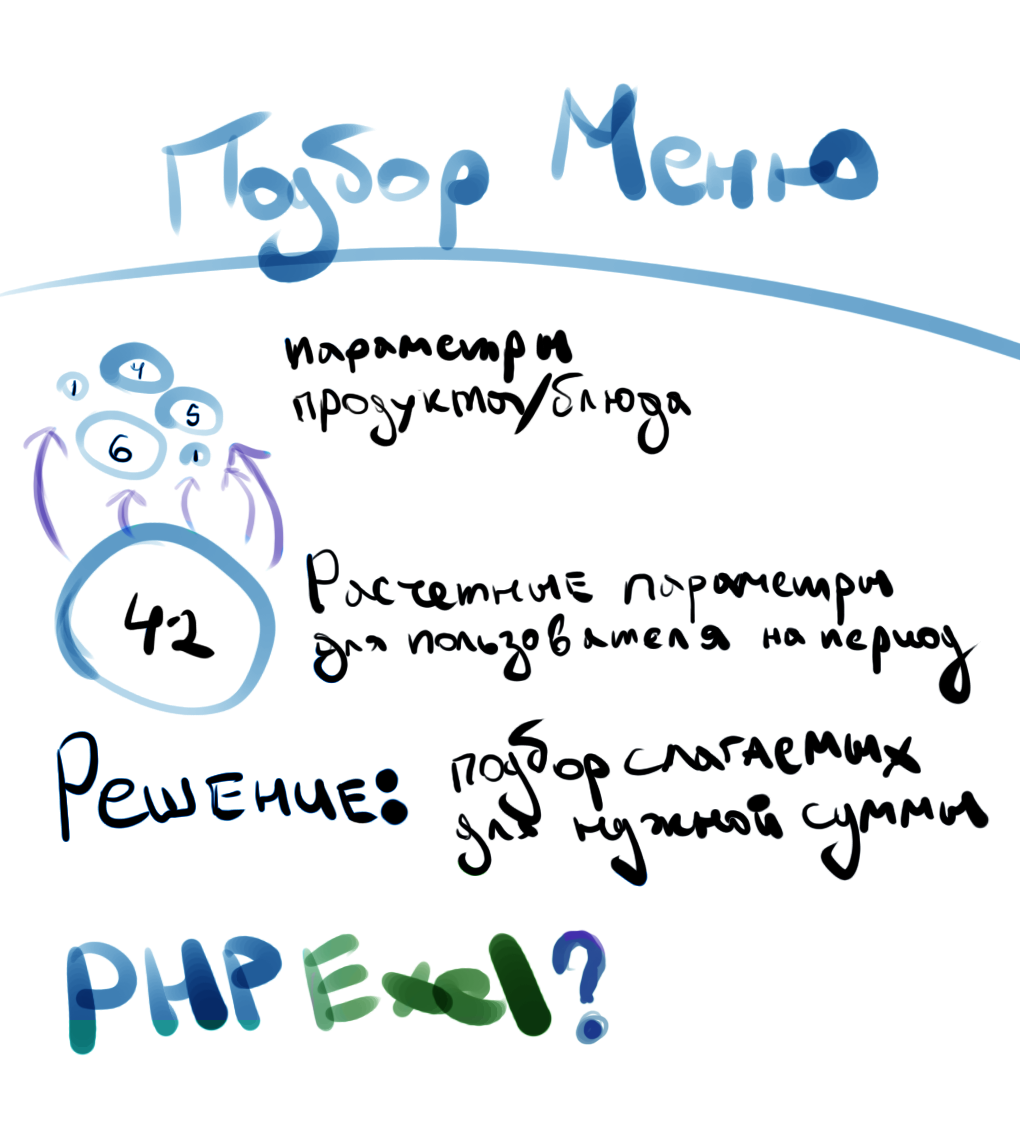 Подбор Меню
параметры
продуктов/блюда
1
4
5
6
1
42
Расчетные параметры
для пользователя на период
Решение:
подбор слагаемых
для нужной суммы
PHP Exel?